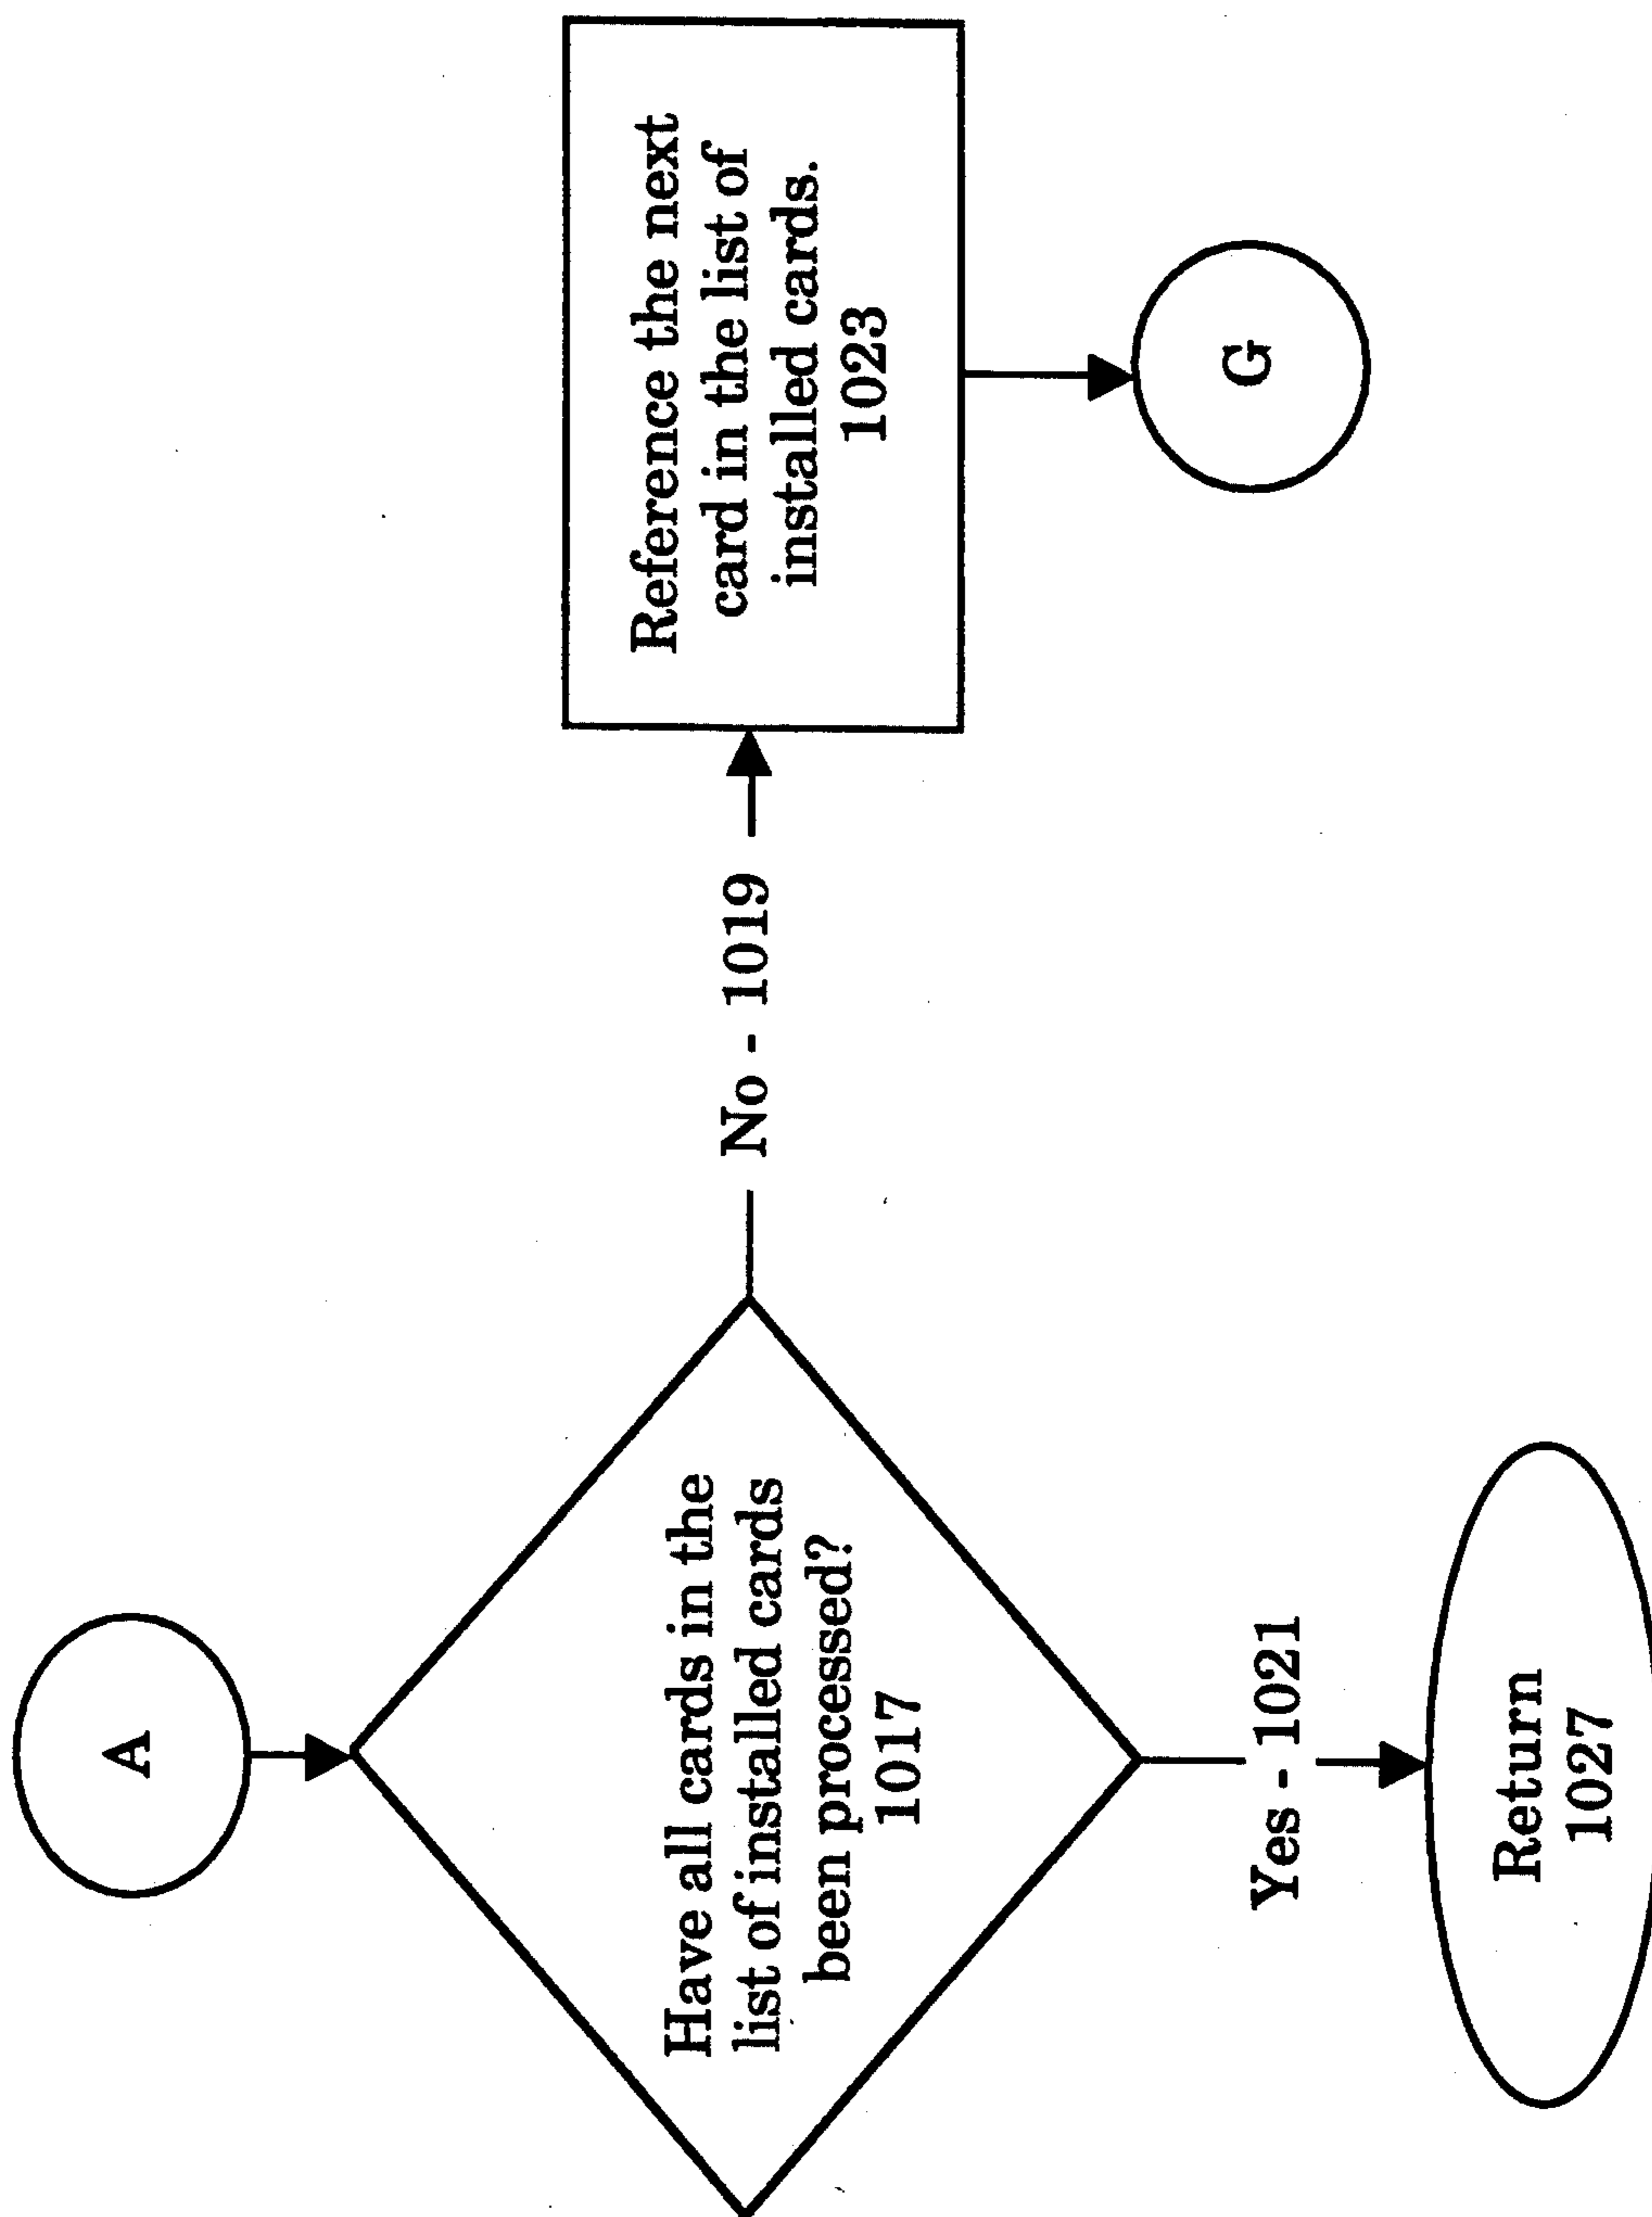 A
Have all cards in the
list of installed cards
been processed?
1017
No - 1019
Reference the next
card in the list of
installed cards.
1023
G
Yes - 1021
Return
1027